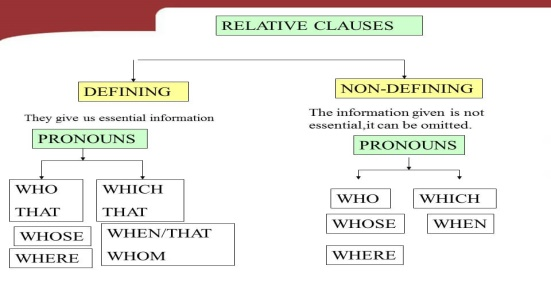 RELATIVE CLAUSES
DEFINING
They give us essential information
PRONOUNS
WHO
THAT
WHICH
THAT
WHOSE
WHEN/THAT
WHOM
WHERE
NON-DEFINING
The information given is not
essential,it can be omitted.
PRONOUNS
WHO
WHICH
WHOSE
WHEN
WHERE